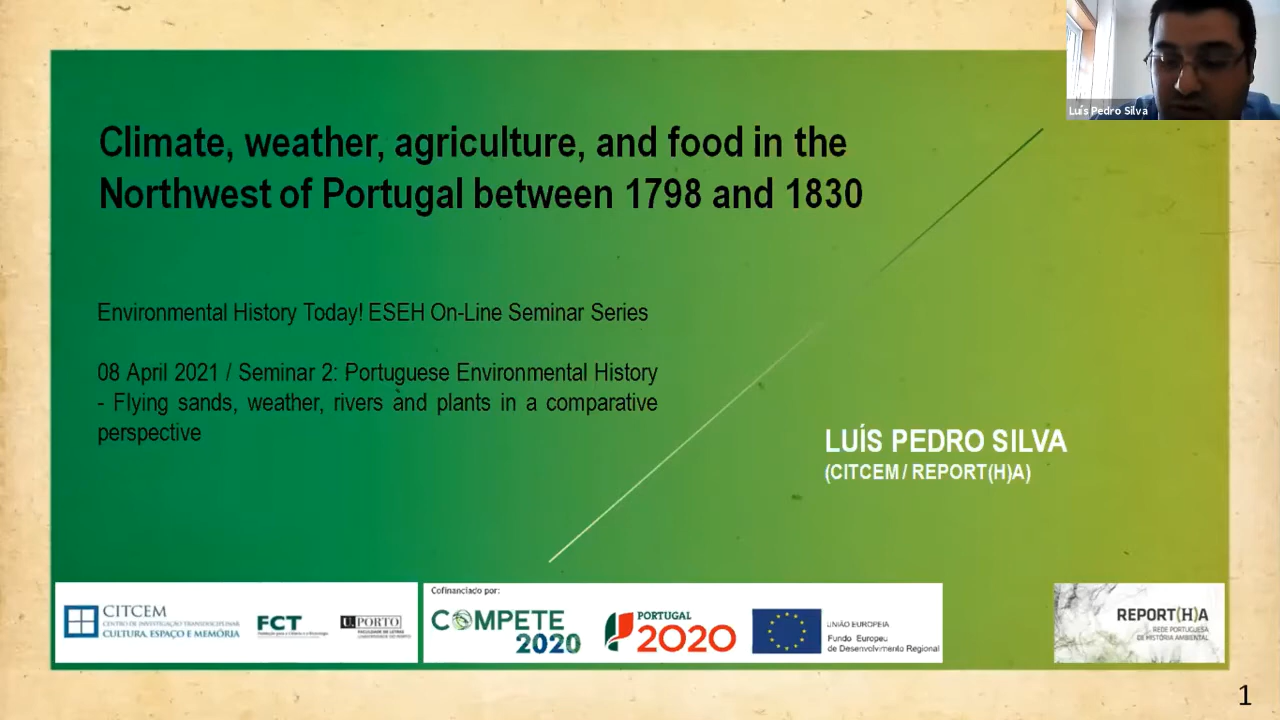 Luís Pedro Silva
Climate, weather, agriculture, and food in the
Northwest of Portugal between 1798 and 1830
Environmental History Today! ESEH On-Line Seminar Series
08 April 2021 / Seminar 2: Portuguese Environmental History
- Flying sands, weather, rivers and plants in a comparative
perspective
LUÍS PEDRO SILVA
(CITCEM / REPORT(H)A)
CITCEM
CENTRO DE INVESTIGAÇÃO TRANSDISCIPLINAR
CULTURA, ESPAÇO E MEMÓRIA
FCT
U.PORTO
FACULDADE DE LETRAS
Cofinanciado por:
COMPETE
2020
PORTUGAL
2020
UNIÃO EUROPEIA
Fundo Europeu
de Desenvolvimento Regional
REPORT(H)A
REDE PORTUGUESA
DE HISTÓRIA AMBIENTAL
1